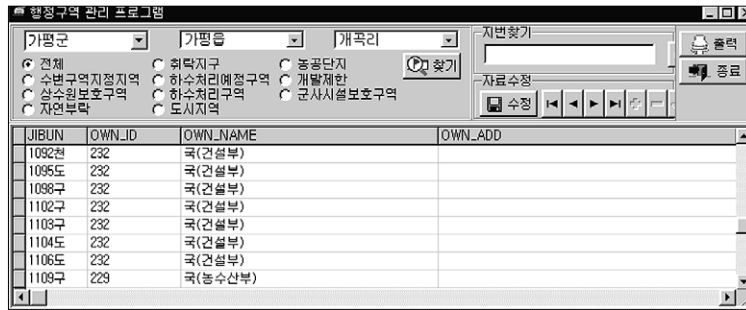 행정구역 관리 프로그램
가평군 가평읍 개곡리
지번찾기
출력
전체 취락지구 농공단지
찾기
수변구역지정지역 하수처리예정구역 개발제한
종료
상수원보호구역 하수처리구역 군사시설보호구역
자료수정
자연부락 도시지역
수정
JIBUN OWN_ID OWN_NAME OWN_ADD
1092천 232 국(건설부)
1095도 232 국(건설부)
1098구 232 국(건설부)
1102구 232 국(건설부)
1103구 232 국(건설부)
1104도 232 국(건설부)
1106도 232 국(건설부)
1109구 229 국(농수산부)